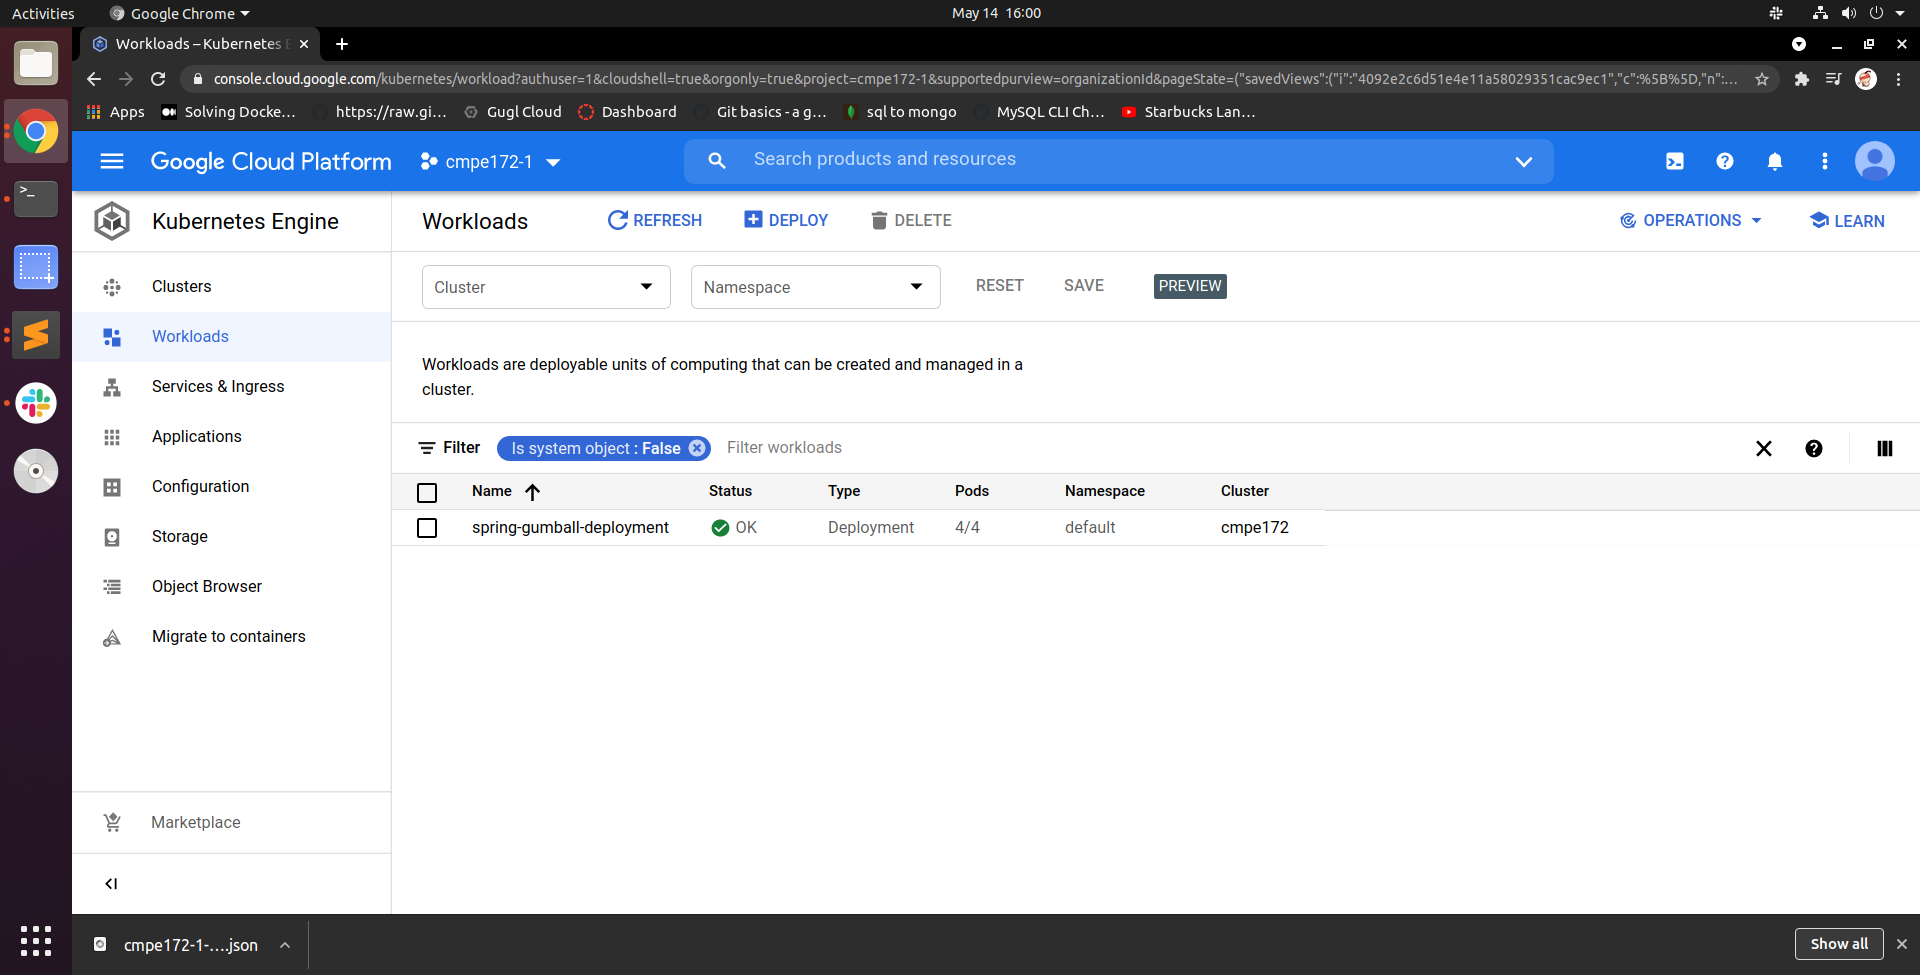 Activities Google Chrome May 14 16:00
Workloads – Kubernetes E
console.cloud.google.com/kubernetes/workload?authuser=1&cloudshell=true&orgonly=true&project=cmpe172-1&supportedpurview=organizationId&pageState=("savedViews":("i":"4092e2c6d51e4e11a58029351cac9ec1","c":%5B%5D,"n":...
Apps Solving Docke... https://raw.gi... Gugl Cloud Dashboard Git basics - a g... sql to mongo MySQL CLI Ch... Starbucks Lan...
Google Cloud Platform cmpe172-1 Search products and resources
Kubernetes Engine Workloads REFRESH DEPLOY DELETE OPERATIONS LEARN
Clusters
Workloads
Services & Ingress
Applications
Configuration
Storage
Object Browser
Migrate to containers
Marketplace
Cluster Namespace RESET SAVE PREVIEW
Workloads are deployable units of computing that can be created and managed in a
cluster.
Filter Is system object : False Filter workloads
Name Status Type Pods Namespace Cluster
spring-gumball-deployment OK Deployment 4/4 default cmpe172
cmpe172-1-....json Show all